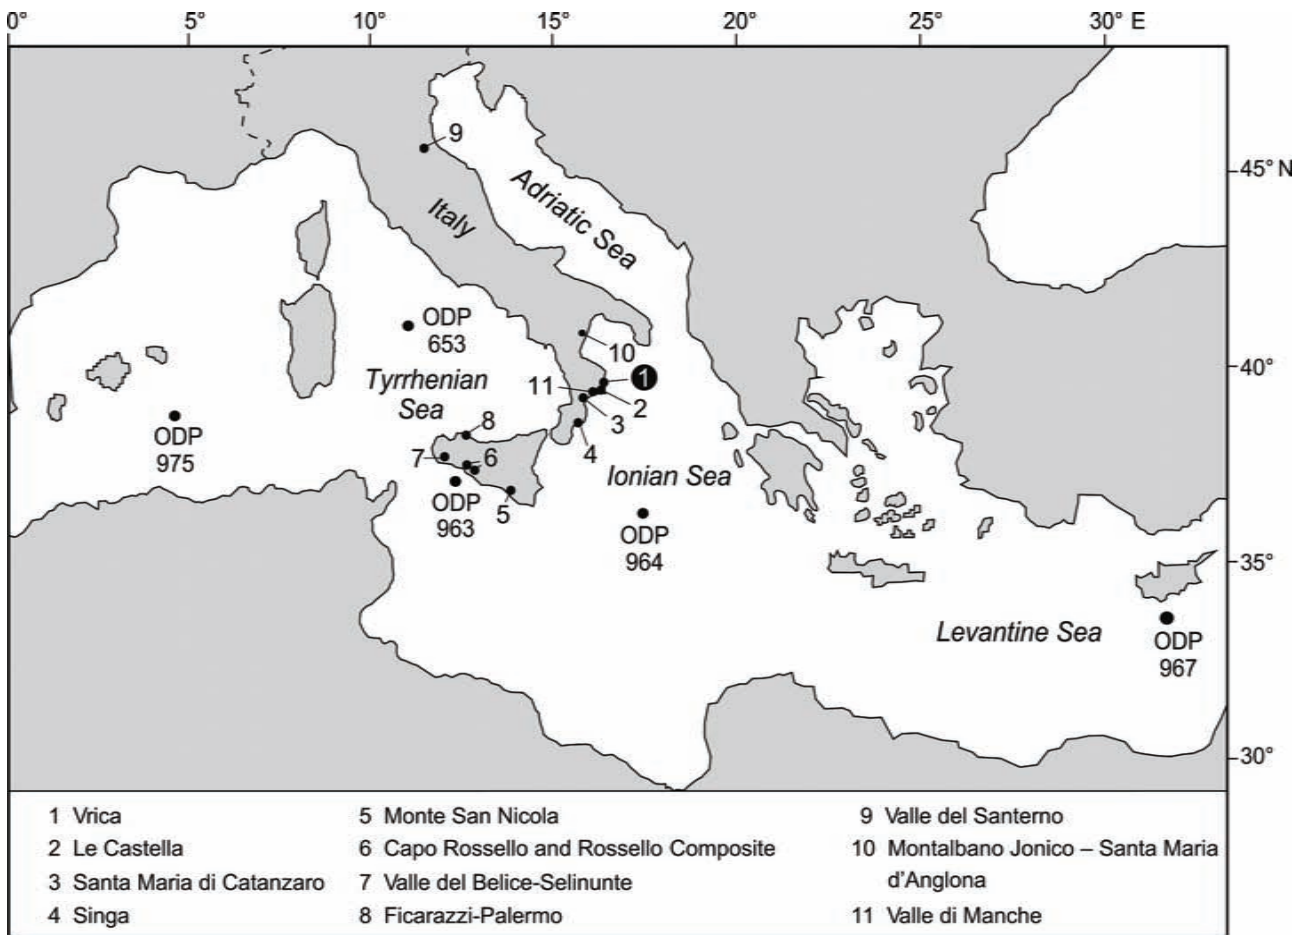 0° 5° 10° 15° 20° 25° 30° E
9
45° N
Adriatic Sea
Italy
ODP
653
10
40°
1
Tyrrhenian
Sea
11
2
3
8
ODP
975
7
6
4
Ionian Sea
ODP
963
5
ODP
964
35°
Levantine Sea
ODP
967
30°
1 Vrica
2 Le Castella
3 Santa Maria di Catanzaro
4 Singa
5 Monte San Nicola
6 Capo Rossello and Rossello Composite
7 Valle del Belice-Selinunte
8 Ficarazzi-Palermo
9 Valle del Santerno
10 Montalbano Jonico – Santa Maria
d'Anglona
11 Valle di Manche